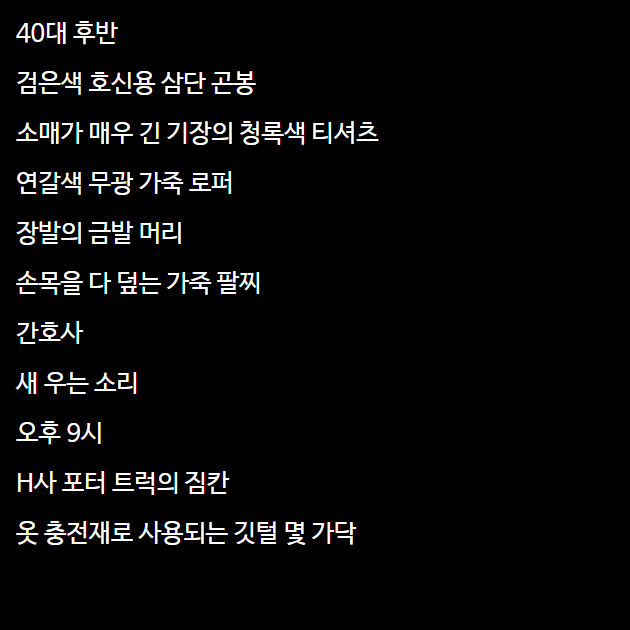 40대 후반
검은색 호신용 삼단 곤봉
소매가 매우 긴 기장의 청록색 티셔츠
연갈색 무광 가죽 로퍼
장발의 금발 머리
손목을 다 덮는 가죽 팔찌
간호사
새 우는 소리
오후 9시
H사 포터 트럭의 짐칸
옷 충전재로 사용되는 깃털 몇 가닥